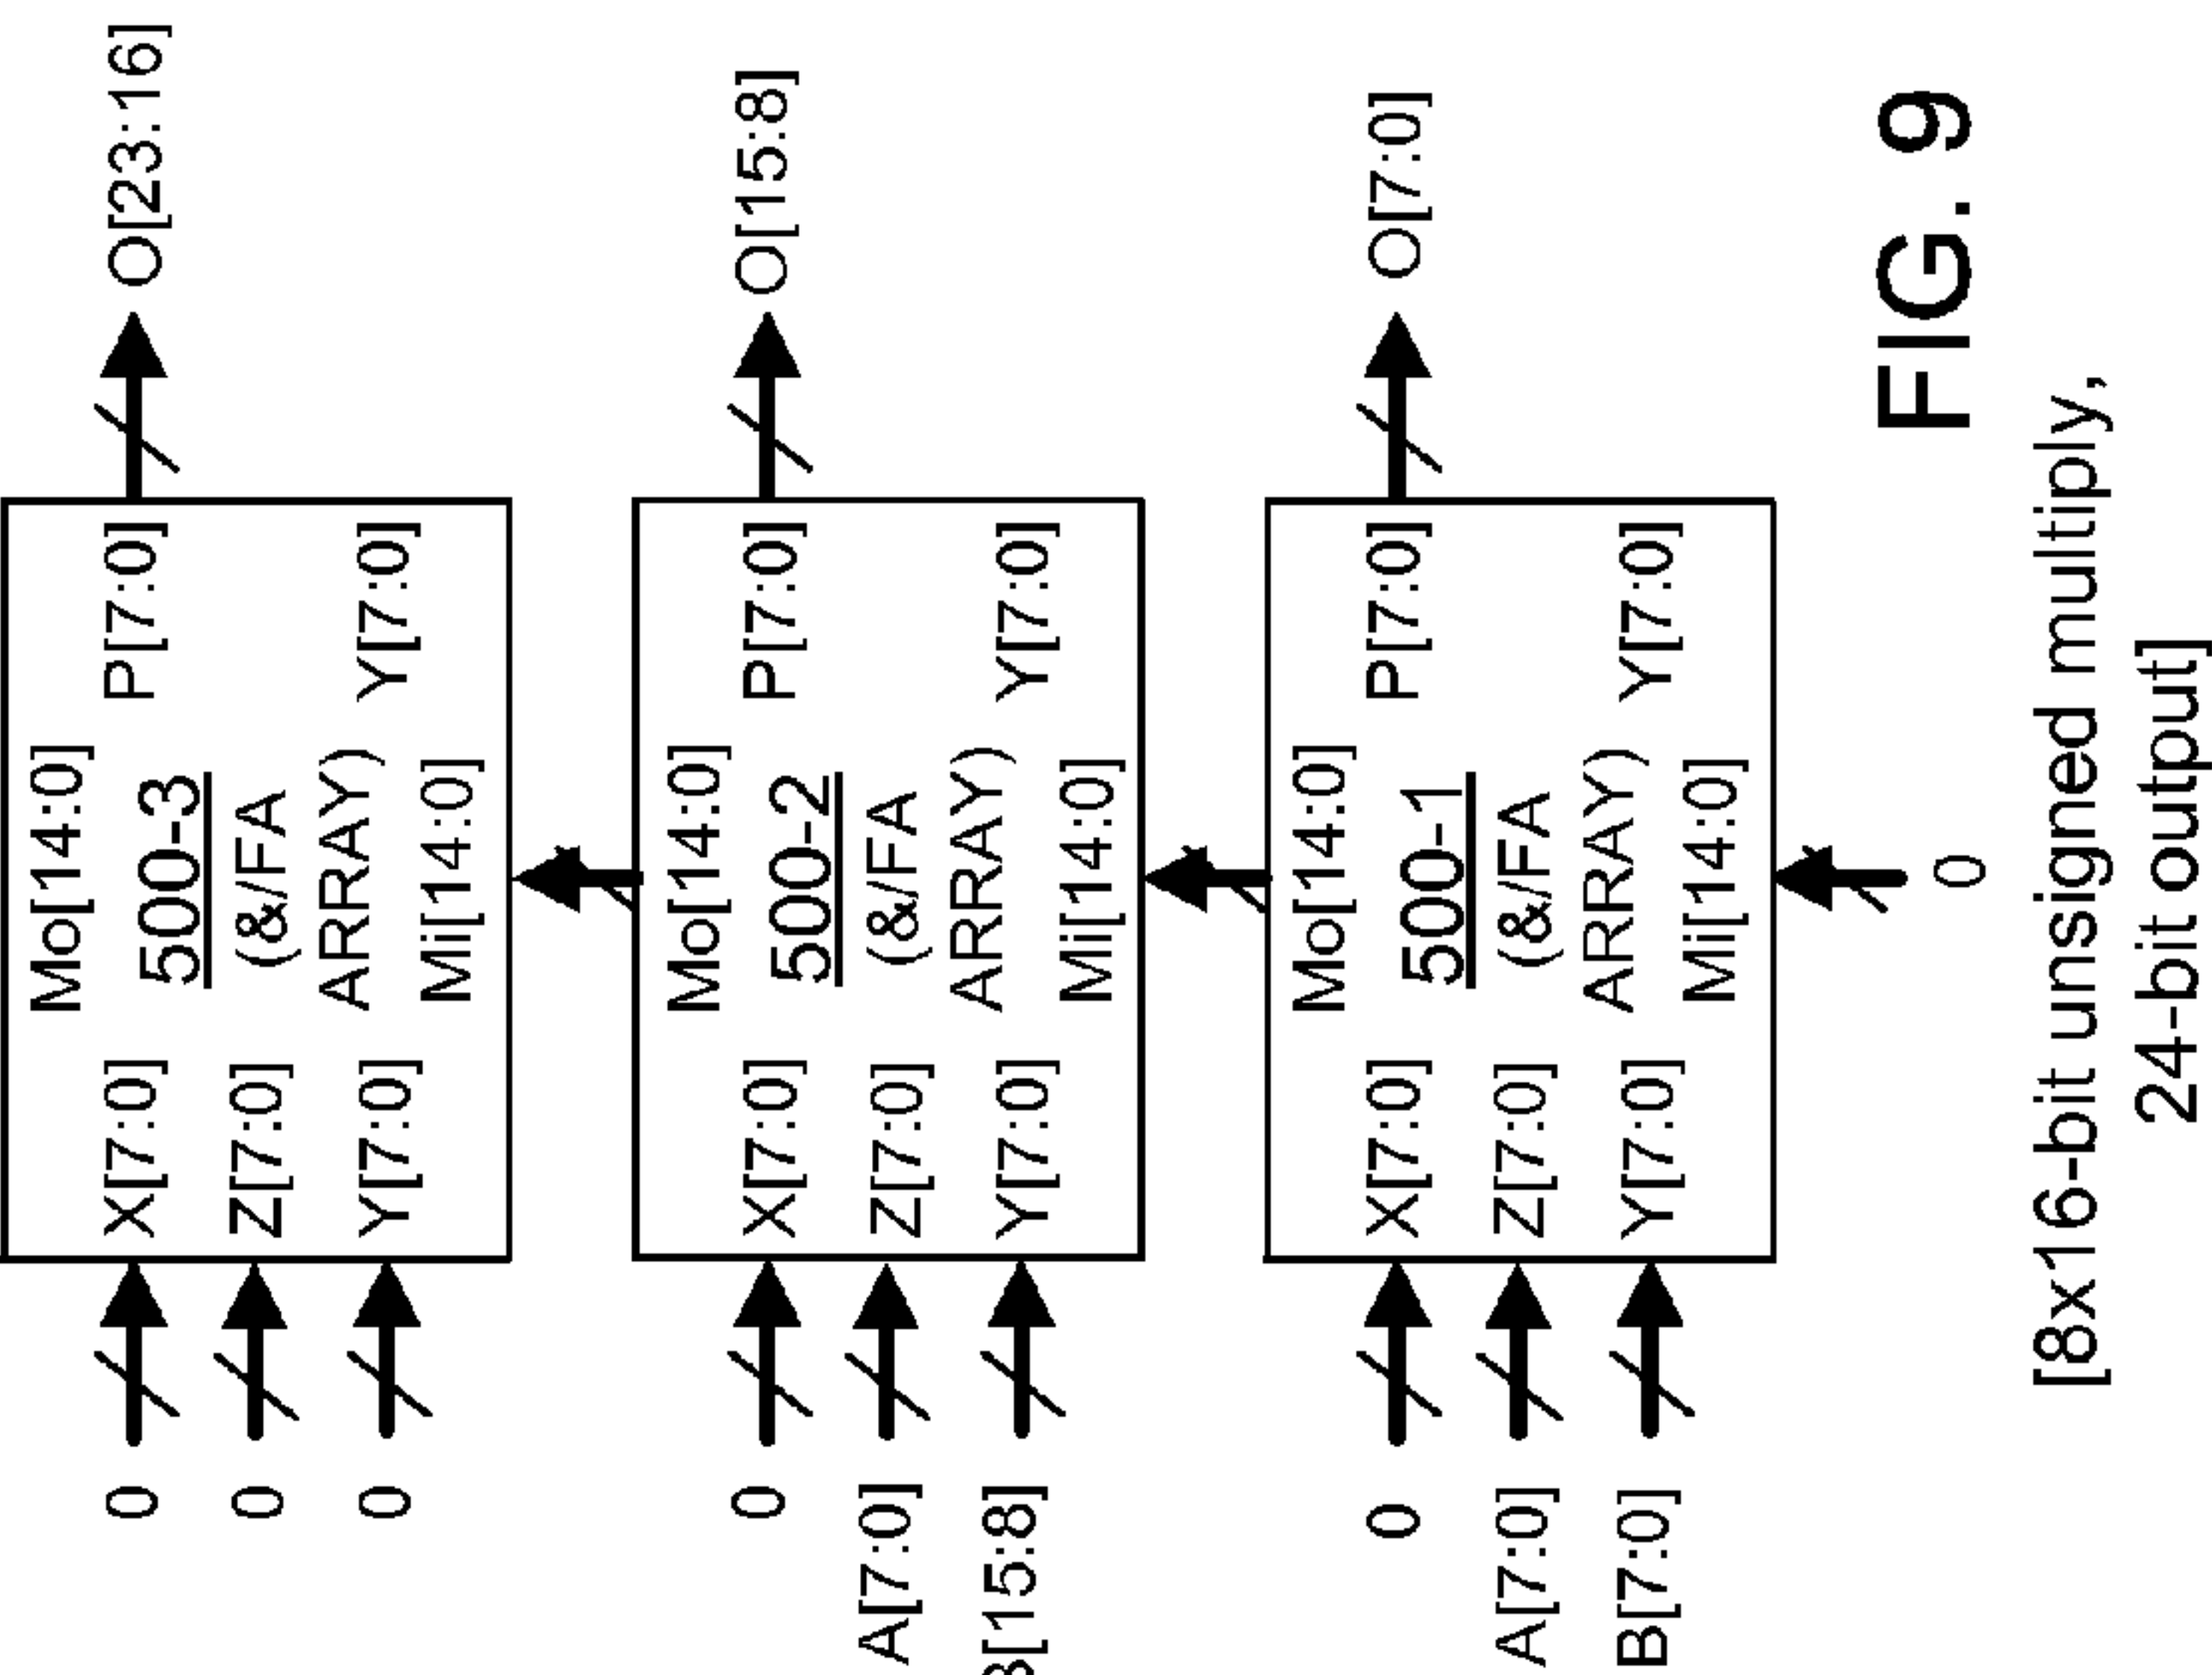 Mo[14:0]
0 X[7:0] 500-3 P[7:0] O[23:16]
0 Z[7:0] (&/FA
ARRAY)
0 Y[7:0] Y[7:0]
Mi[14:0]
Mo[14:0]
0 X[7:0] 500-2 P[7:0] O[15:8]
A[7:0] Z[7:0] (&/FA
ARRAY)
B[15:8] Y[7:0] Y[7:0]
Mi[14:0]
Mo[14:0]
0 X[7:0] 500-1 P[7:0] O[7:0]
A[7:0] Z[7:0] (&/FA
ARRAY)
B[7:0] Y[7:0] Y[7:0]
Mi[14:0]
0
FIG. 9
[8x16-bit unsigned multiply,
24-bit output]